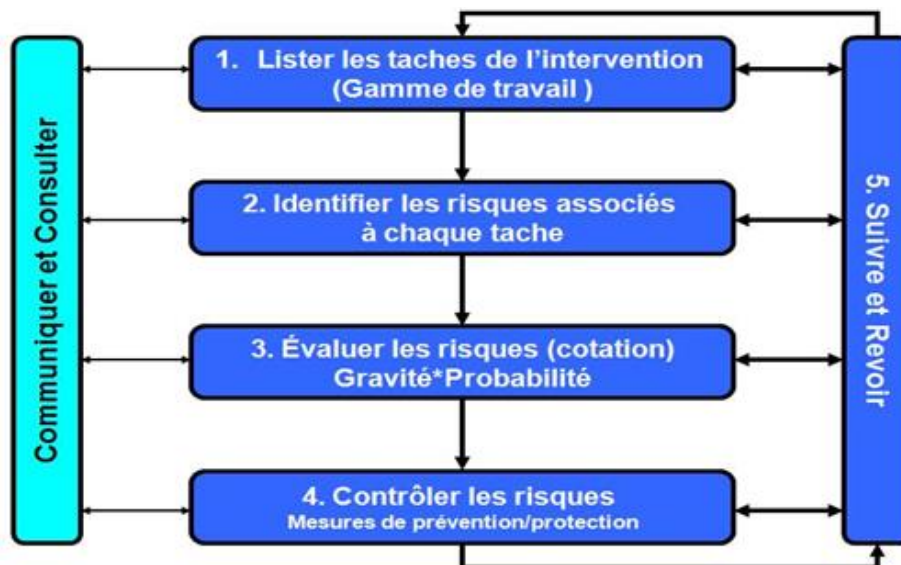 Communiquer et Consulter
1. Lister les taches de l'intervention
(Gamme de travail )
2. Identifier les risques associés
à chaque tache
3. Évaluer les risques (cotation)
Gravité*Probabilité
4. Contrôler les risques
Mesures de prévention/protection
5. Suivre et Revoir